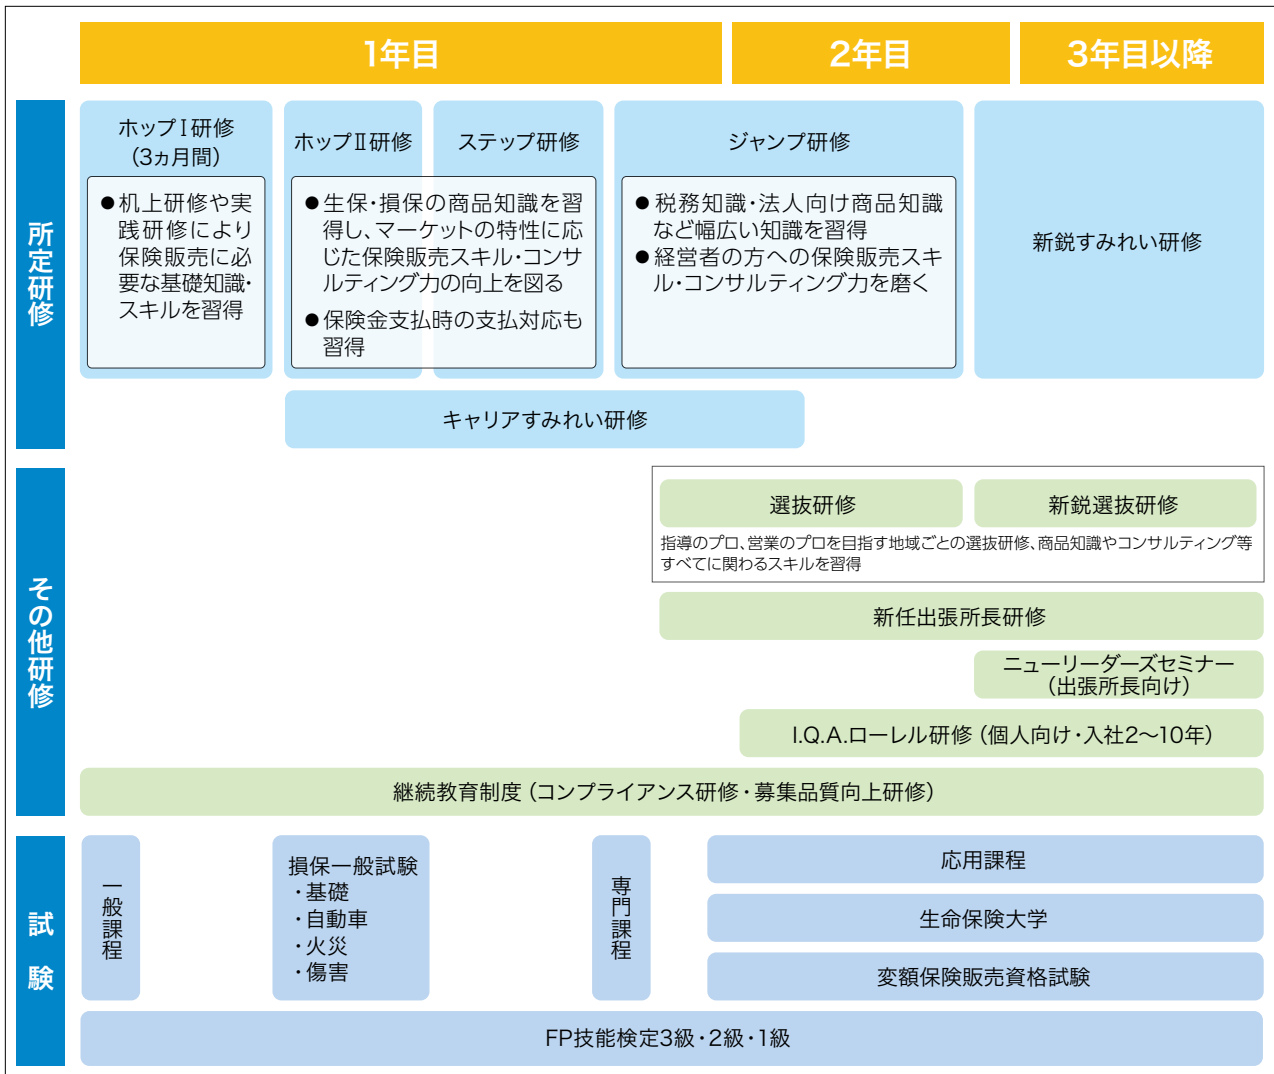 1年目
2年目
3年目以降
所定研修
ホップⅠ研修
(3ヵ月間)
●机上研修や実
践研修により
保険販売に必
要な基礎知識・
スキルを習得
ホップⅡ研修
ステップ研修
●生保・損保の商品知識を習
得し、マーケットの特性に応
じた保険販売スキル・コンサ
ルティング力の向上を図る
●保険金支払時の支払対応も
習得
ジャンプ研修
●税務知識・法人向け商品知識
など幅広い知識を習得
●経営者の方への保険販売スキ
ル・コンサルティング力を磨く
新鋭すみれい研修
キャリアすみれい研修
その他研修
選抜研修
新鋭選抜研修
指導のプロ、営業のプロを目指す地域ごとの選抜研修、商品知識やコンサルティング等
すべてに関わるスキルを習得
新任出張所長研修
ニューリーダーズセミナー
(出張所長向け)
I.Q.A.ローレル研修 (個人向け・入社2〜10年)
継続教育制度 (コンプライアンス研修・募集品質向上研修)
試験
一般課程
損保一般試験
・基礎
・自動車
・火災
・傷害
専門課程
応用課程
生命保険大学
変額保険販売資格試験
FP技能検定3級・2級・1級